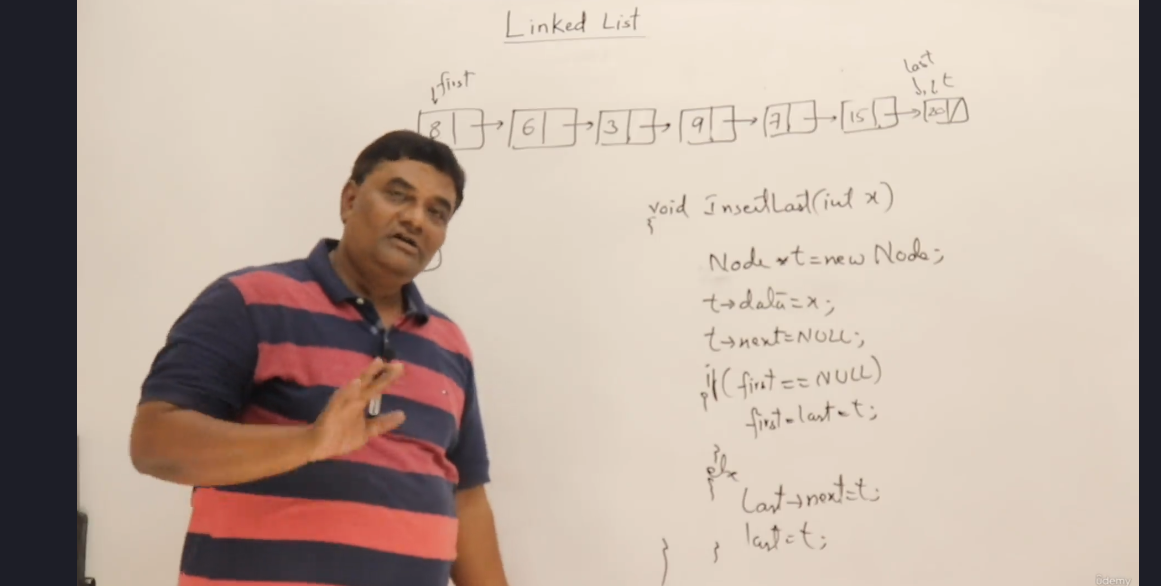 Linked List
first
last
t
8 6 3 9 7 15 20
void InsertLast(int x)
{
Node *t=new Node;
t→data=x;
t→next=NULL;
if(first==NULL)
{
first=last=t;
}
else
{
last→next=t;
last=t;
}
}
ûdemy